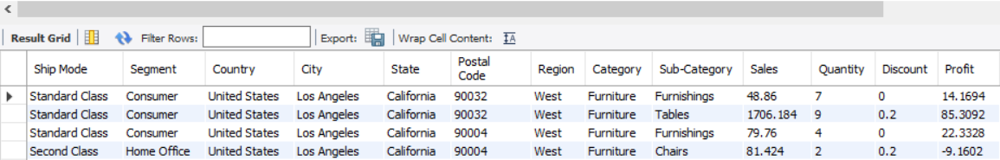 Result Grid Filter Rows: Export: Wrap Cell Content: IA
Ship Mode Segment Country City State Postal Code Region Category Sub-Category Sales Quantity Discount Profit
Standard Class Consumer United States Los Angeles California 90032 West Furniture Furnishings 48.86 7 0 14.1694
Standard Class Consumer United States Los Angeles California 90032 West Furniture Tables 1706.184 9 0.2 85.3092
Standard Class Consumer United States Los Angeles California 90004 West Furniture Furnishings 79.76 4 0 22.3328
Second Class Home Office United States Los Angeles California 90004 West Furniture Chairs 81.424 2 0.2 -9.1602